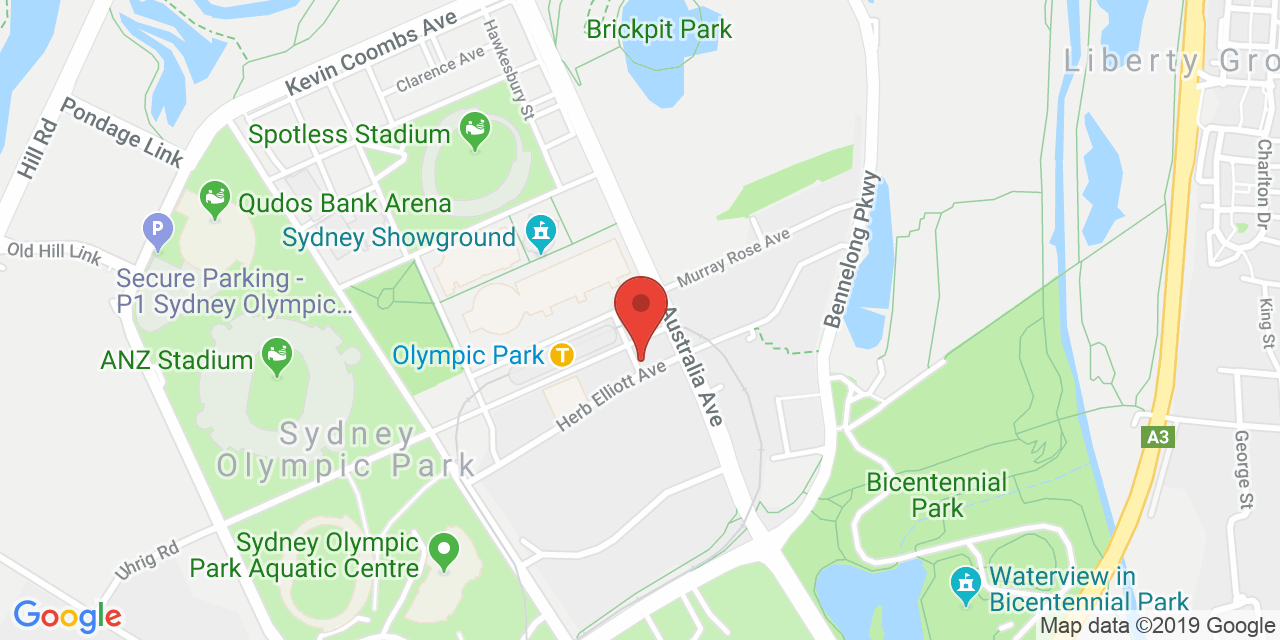 Brickpit Park
Kevin Coombs Ave
Clarence Ave
Hawkesbury St
Liberty Gro
Pondage Link
Hill Rd
Spotless Stadium
Charlton Dr
Qudos Bank Arena
Sydney Showground
Old Hill Link
Murray Rose Ave
Bennelong Pkwy
P
Secure Parking -
P1 Sydney Olympic...
King St
Australia Ave
ANZ Stadium
Olympic Park
T
Herb Elliott Ave
Sydney
Olympic Park
A3
George St
Bicentennial
Park
Uhrig Rd
Sydney Olympic
Park Aquatic Centre
Waterview in
Bicentennial Park
Google
Map data ©2019 Google